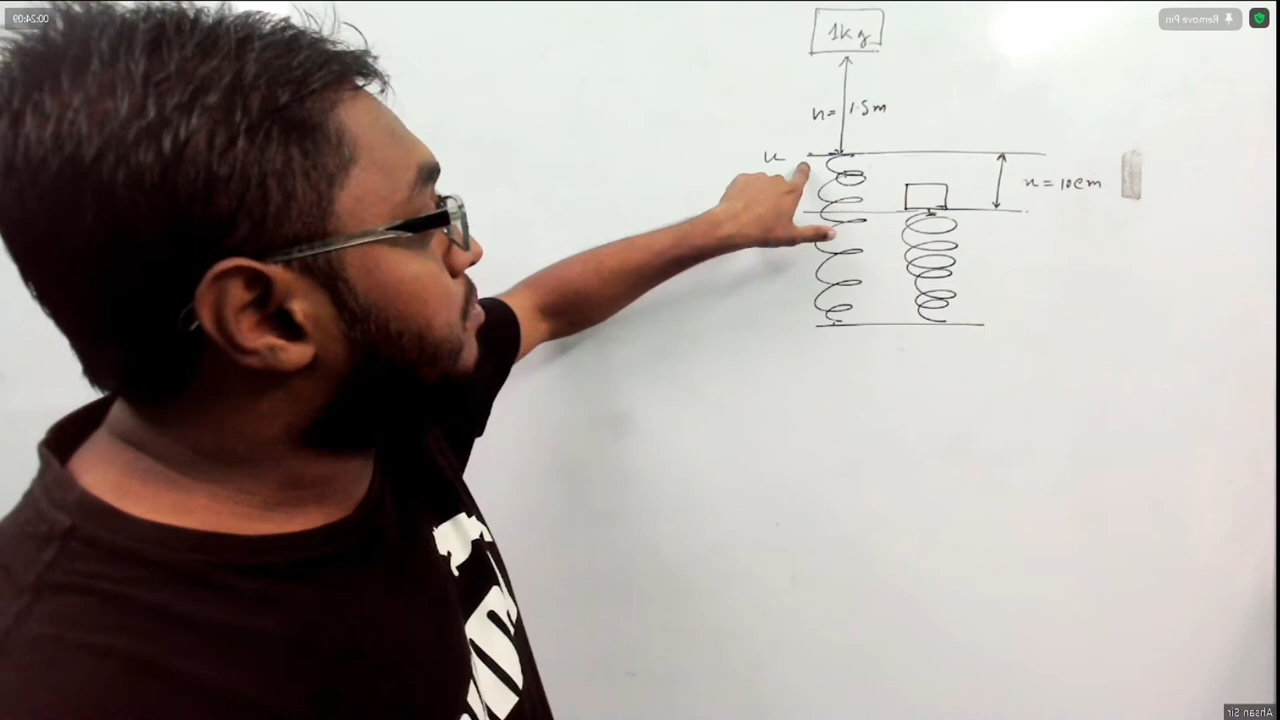 00:24:09
Remove Pin
1kg
h = 1.5m
x = 10cm
Ahsan Sir